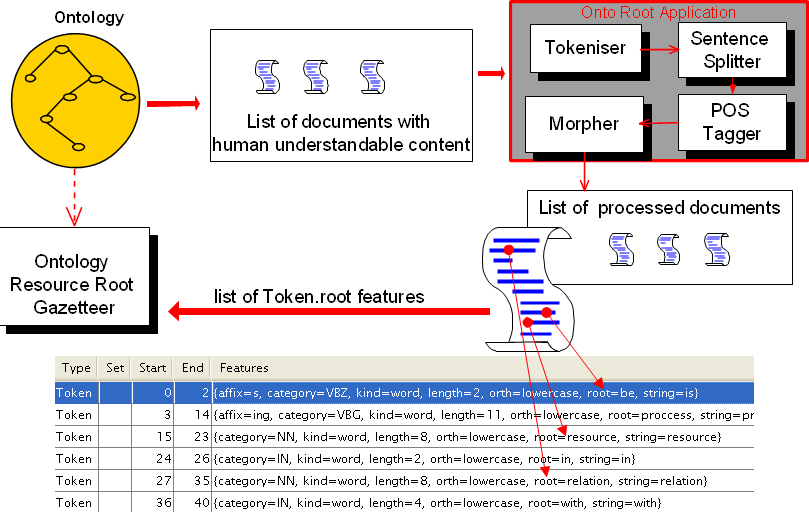 Ontology
Onto Root Application
Tokeniser
Sentence
Splitter
POS
Tagger
Morpher
List of documents with
human understandable content
List of processed documents
Ontology
Resource Root
Gazetteer
list of Token.root features
Type Set Start End Features
Token 0 2 {affix=s, category=VBZ, kind=word, length=2, orth=lowercase, root=be, string=is}
Token 3 14 {affix=ing, category=VBG, kind=word, length=11, orth=lowercase, root=proccess, string=pr
Token 15 23 {category=NN, kind=word, length=8, orth=lowercase, root=resource, string=resource}
Token 24 26 {category=IN, kind=word, length=2, orth=lowercase, root=in, string=in}
Token 27 35 {category=NN, kind=word, length=8, orth=lowercase, root=relation, string=relation}
Token 36 40 {category=IN, kind=word, length=4, orth=lowercase, root=with, string=with}